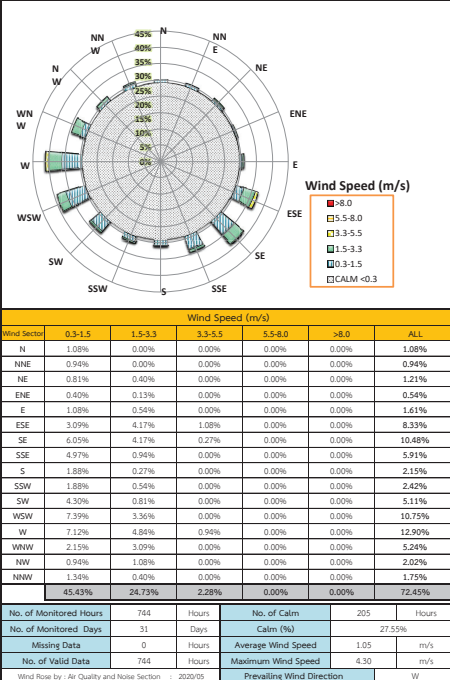 45%
40%
35%
30%
25%
20%
15%
10%
5%
0%
N
NN
E
NE
ENE
E
ESE
SE
SSE
S
SSW
SW
WSW
W
WN
W
N
W
NN
W
Wind Speed (m/s)
>8.0
5.5-8.0
3.3-5.5
1.5-3.3
0.3-1.5
CALM <0.3
Wind Speed (m/s)
Wind Sector 0.3-1.5 1.5-3.3 3.3-5.5 5.5-8.0 >8.0 ALL
N 1.08% 0.00% 0.00% 0.00% 0.00% 1.08%
NNE 0.94% 0.00% 0.00% 0.00% 0.00% 0.94%
NE 0.81% 0.40% 0.00% 0.00% 0.00% 1.21%
ENE 0.40% 0.13% 0.00% 0.00% 0.00% 0.54%
E 1.08% 0.54% 0.00% 0.00% 0.00% 1.61%
ESE 3.09% 4.17% 1.08% 0.00% 0.00% 8.33%
SE 6.05% 4.17% 0.27% 0.00% 0.00% 10.48%
SSE 4.97% 0.94% 0.00% 0.00% 0.00% 5.91%
S 1.88% 0.27% 0.00% 0.00% 0.00% 2.15%
SSW 1.88% 0.54% 0.00% 0.00% 0.00% 2.42%
SW 4.30% 0.81% 0.00% 0.00% 0.00% 5.11%
WSW 7.39% 3.36% 0.00% 0.00% 0.00% 10.75%
W 7.12% 4.84% 0.94% 0.00% 0.00% 12.90%
WNW 2.15% 3.09% 0.00% 0.00% 0.00% 5.24%
NW 0.94% 1.08% 0.00% 0.00% 0.00% 2.02%
NNW 1.34% 0.40% 0.00% 0.00% 0.00% 1.75%
45.43% 24.73% 2.28% 0.00% 0.00% 72.45%
No. of Monitored Hours 744 Hours No. of Calm 205 Hours
No. of Monitored Days 31 Days Calm (%) 27.55%
Missing Data 0 Hours Average Wind Speed 1.05 m/s
No. of Valid Data 744 Hours Maximum Wind Speed 4.30 m/s
Wind Rose by : Air Quality and Noise Section : 2020/05 Prevailing Wind Direction W